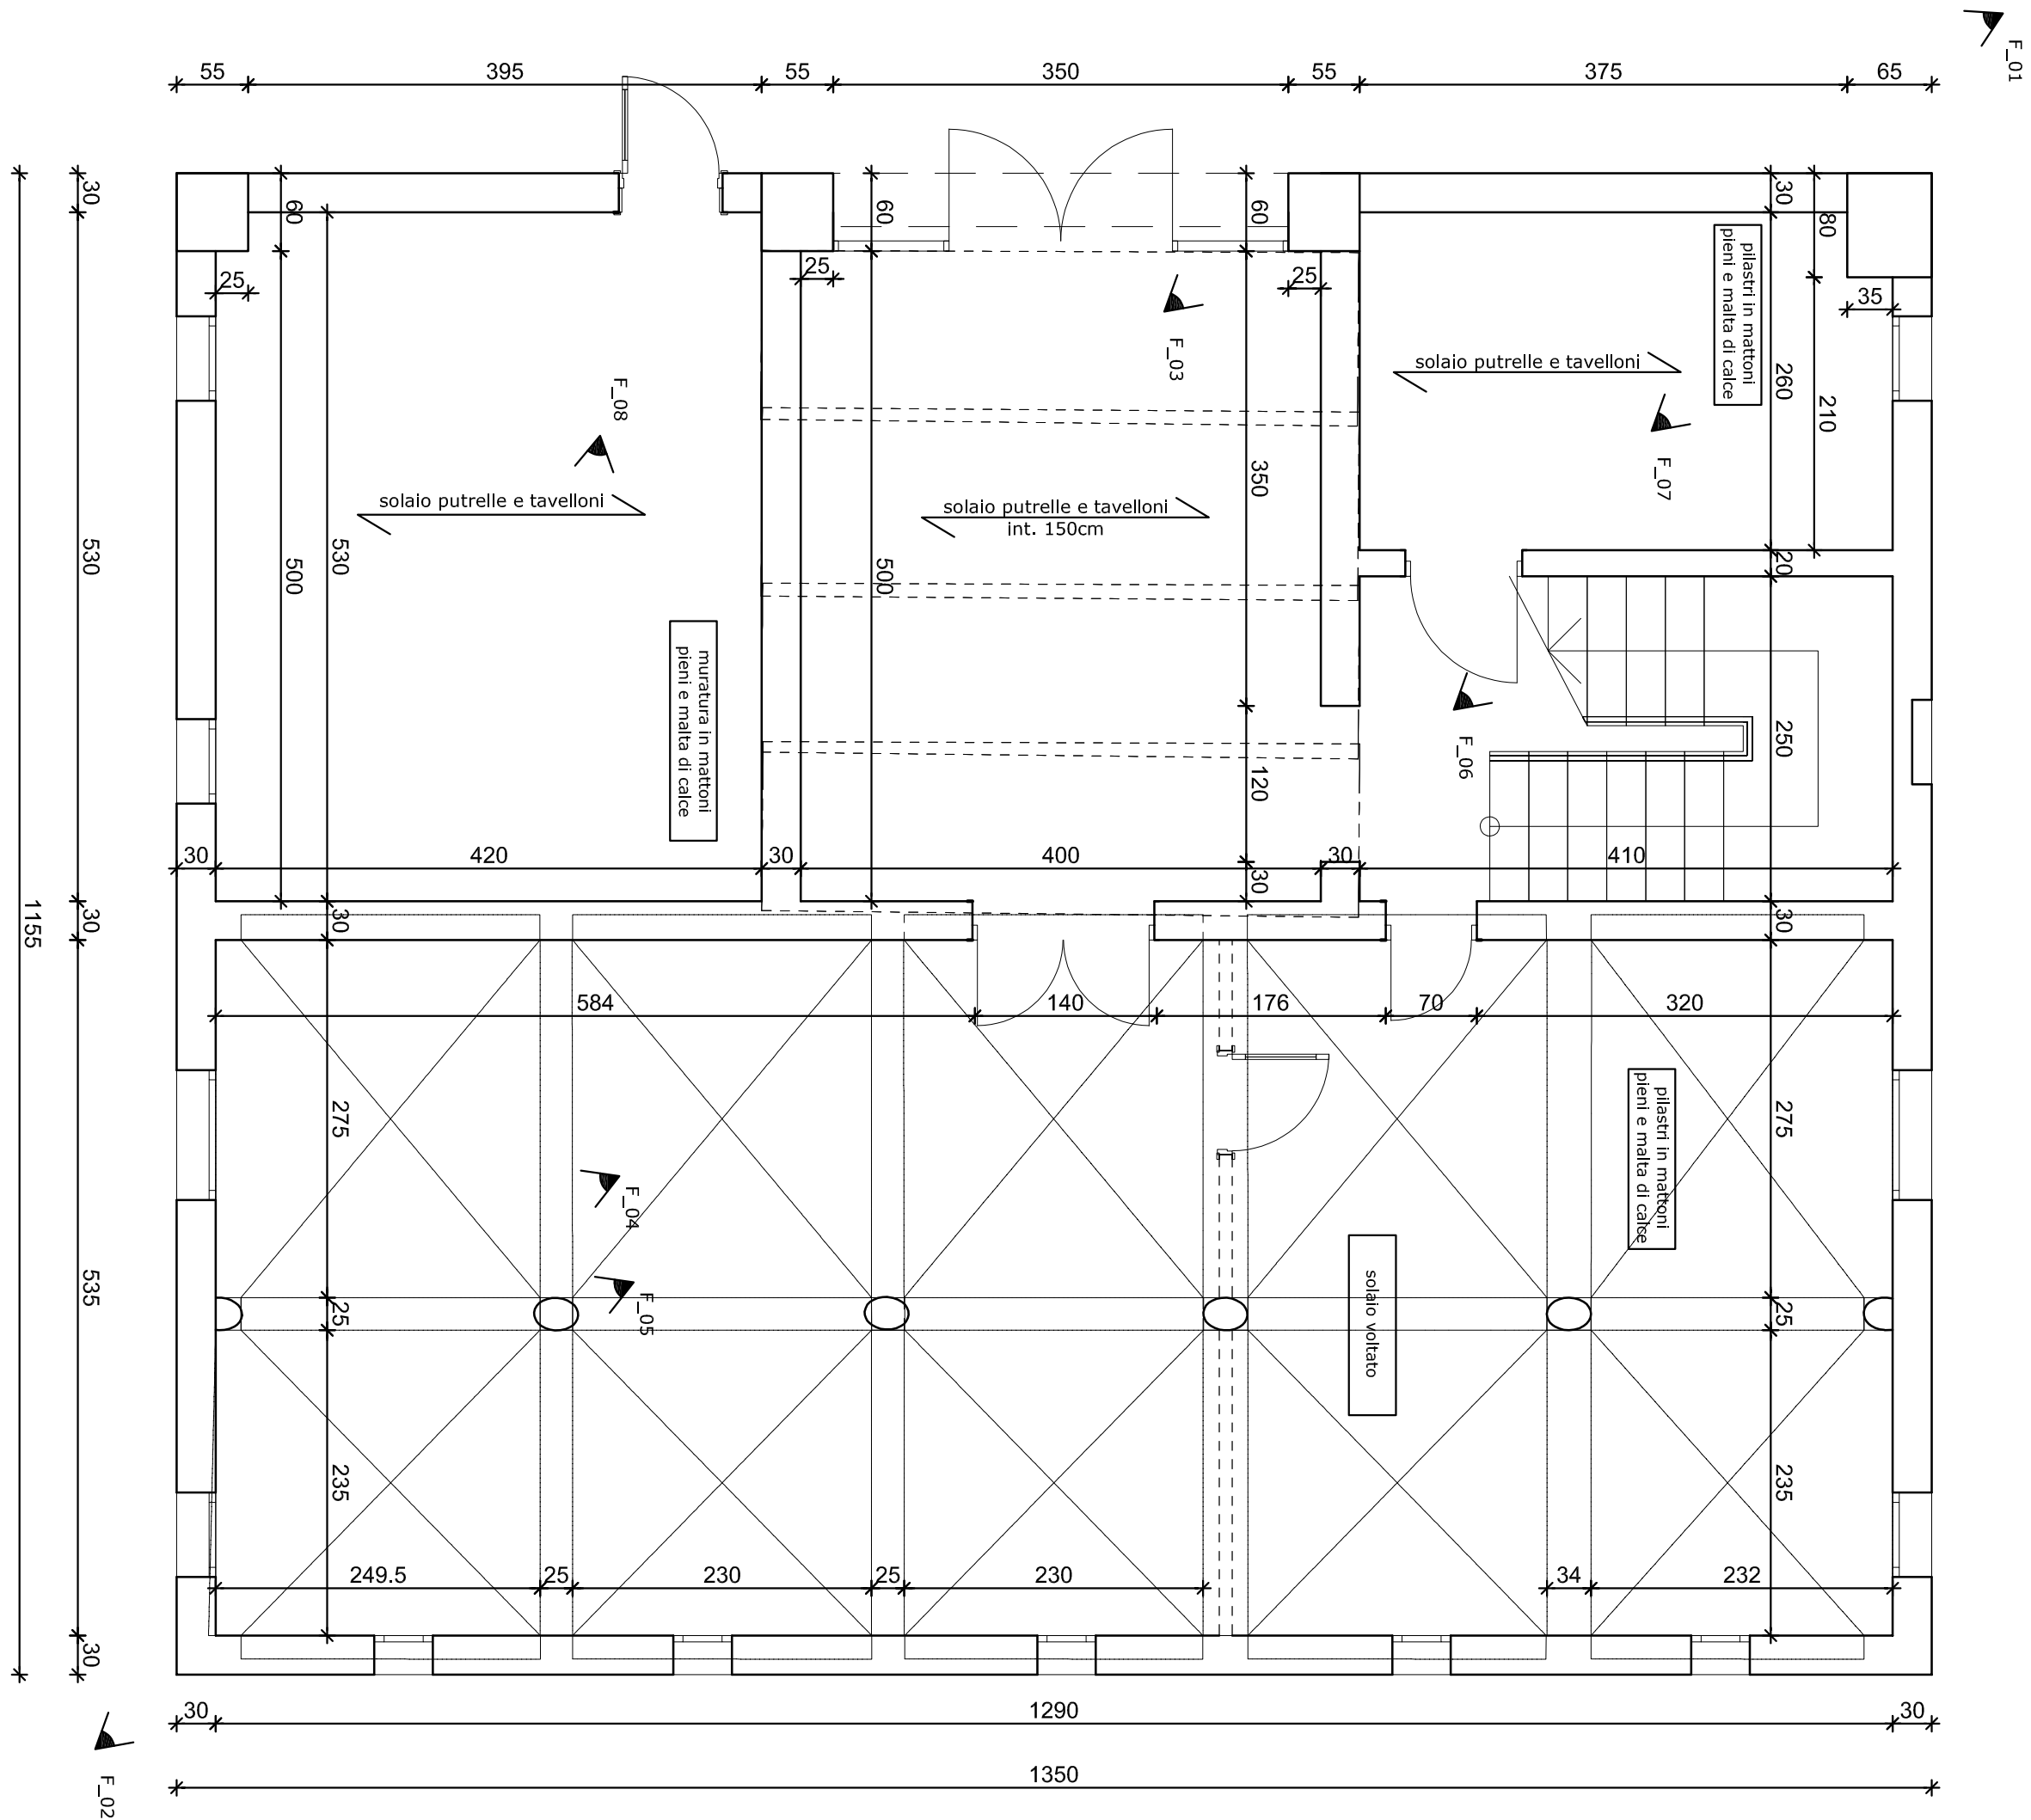 F_01
55 395 55 350 55 375 65
30 60 60 60 30 80
25 25 25 35
pilastri in mattoni
pieni e malta di calce
solaio putrelle e tavelloni
F_03
260 210
F_08
F_07
350
solaio putrelle e tavelloni
solaio putrelle e tavelloni
int. 150cm
530 500 530 500
20
muratura in mattoni
pieni e malta di calce
F_06
250
120
30 420 30 400 30 410
30
1155
30 30 30
584 140 176 70 320
275 275
pilastri in mattoni
pieni e malta di calce
F_04
F_05
solaio voltato
535
25 25
235 235
249.5 25 230 25 230 34 232
30
30 1290 30
1350
F_02